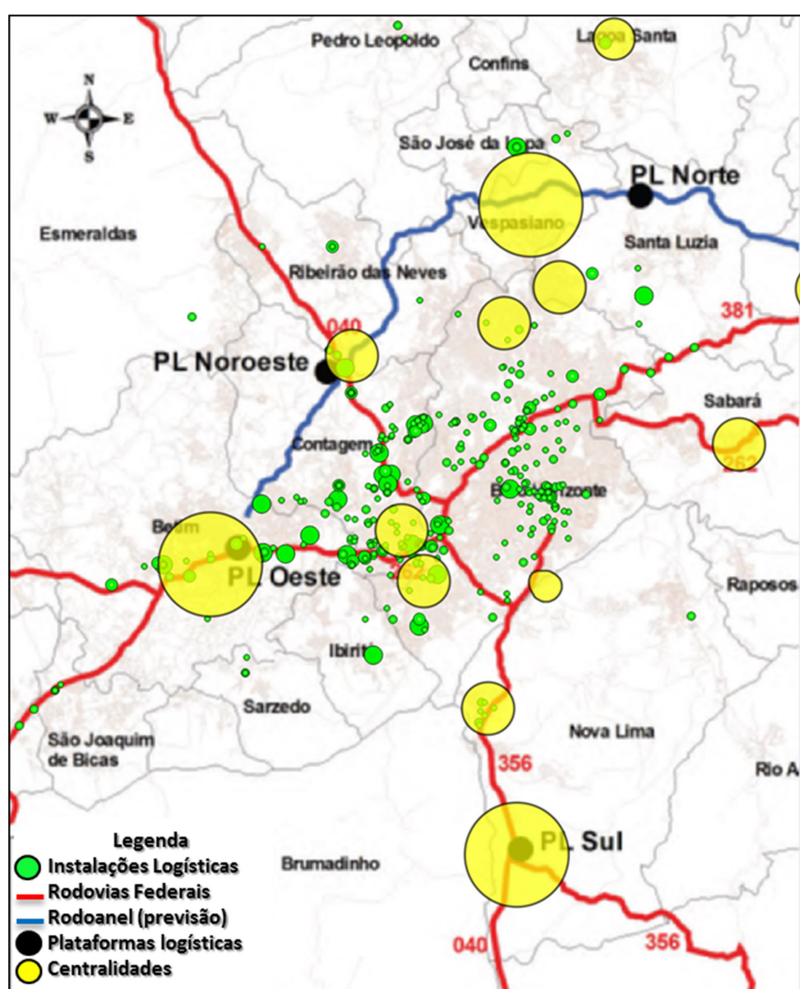 Pedro Leopoldo
Lagoa Santa
Confins
N
W
E
S
São José da Lapa
PL Norte
Vespasiano
Esmeraldas
Santa Luzia
Ribeirão das Neves
381
040
PL Noroeste
Sabará
Contagem
262
Belo Horizonte
Betim
PL Oeste
Raposos
Ibirité
Sarzedo
Nova Lima
São Joaquim
de Bicas
356
Rio A
PL Sul
Legenda
Instalações Logísticas
Rodovias Federais
Rodoanel (previsão)
Plataformas logísticas
Centralidades
Brumadinho
040
356